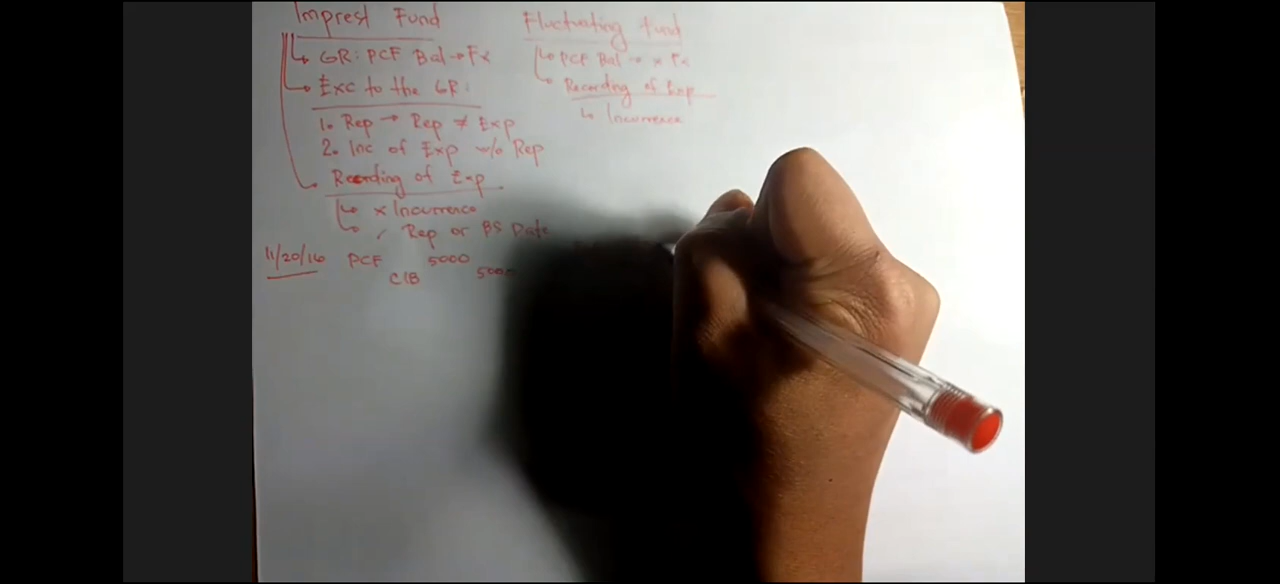 Imprest Fund
GR: PCF Bal → Fx
Exc to the GR:
1. Rep → Rep ≠ Exp
2. Inc of Exp w/o Rep
Recording of Exp
x Incurrence
✓ Rep or BS Date
11/20/16 PCF 5000
CIB 5000
Fluctuating Fund
PCF Bal → x Fx
Recording of Exp
↳ Incurrence